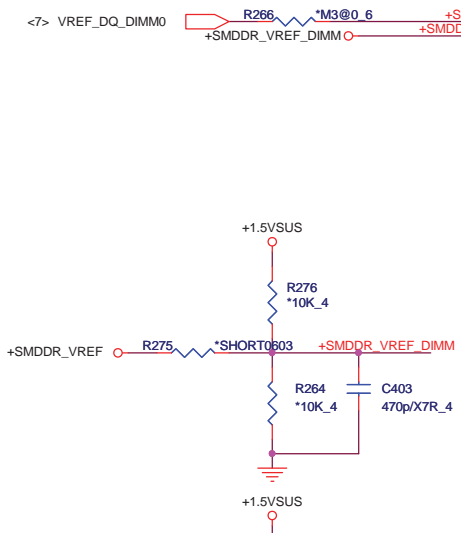 <7> VREF_DQ_DIMM0
R266
*M3@0_6
+S
+SMDDR_VREF_DIMM
+SMDD
+1.5VSUS
R276
*10K_4
+SMDDR_VREF
R275
*SHORT0603
+SMDDR_VREF_DIMM
R264
*10K_4
C403
470p/X7R_4
+1.5VSUS